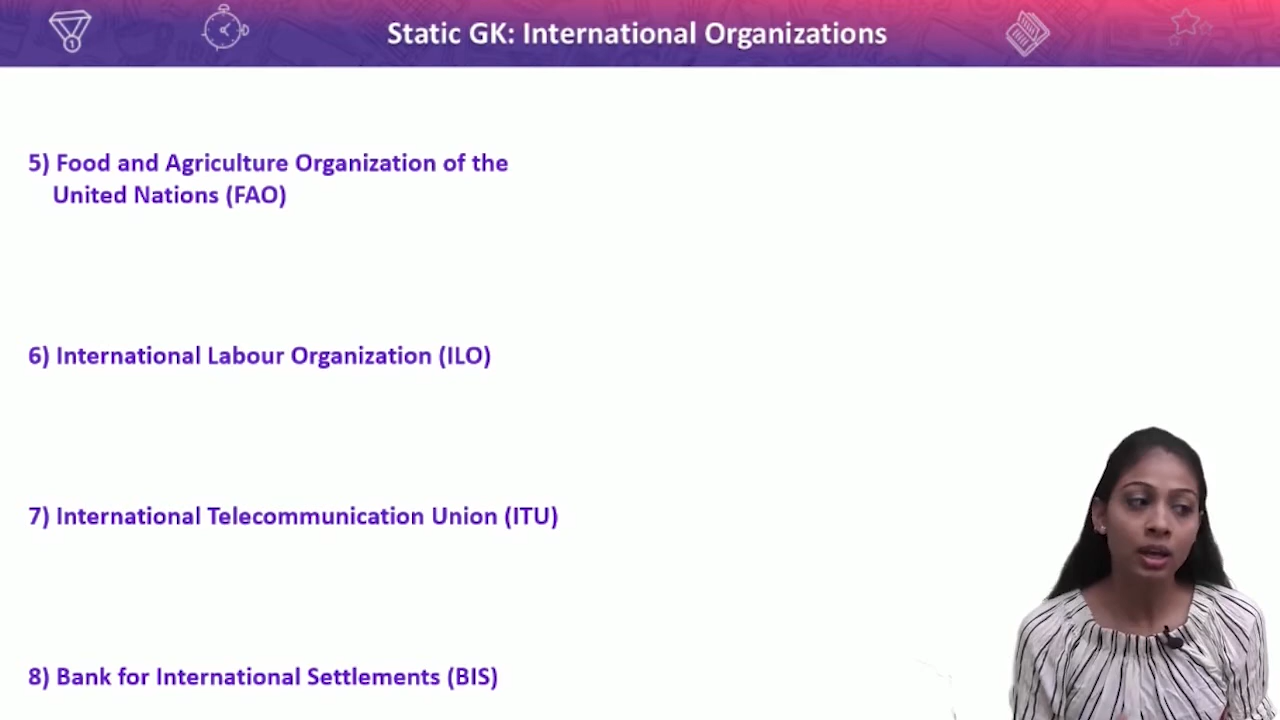 Static GK: International Organizations
5) Food and Agriculture Organization of the
United Nations (FAO)
6) International Labour Organization (ILO)
7) International Telecommunication Union (ITU)
8) Bank for International Settlements (BIS)